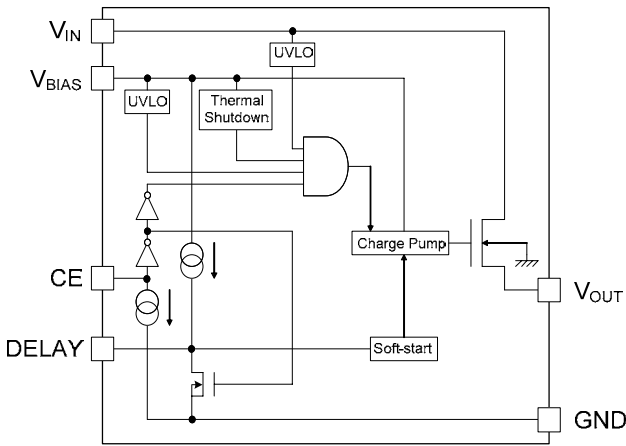 VIN
UVLO
VBIAS
UVLO
Thermal
Shutdown
Charge Pump
CE
VOUT
DELAY
Soft-start
GND